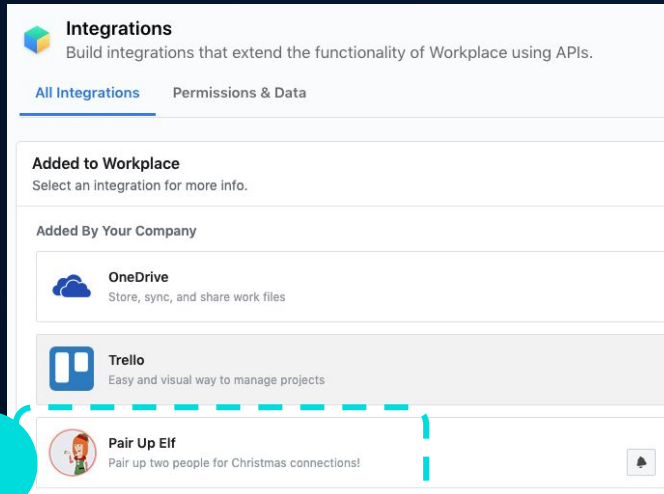 Integrations
Build integrations that extend the functionality of Workplace using APIs.
All Integrations Permissions & Data
Added to Workplace
Select an integration for more info.
Added By Your Company
OneDrive
Store, sync, and share work files
Trello
Easy and visual way to manage projects
Pair Up Elf
Pair up two people for Christmas connections!